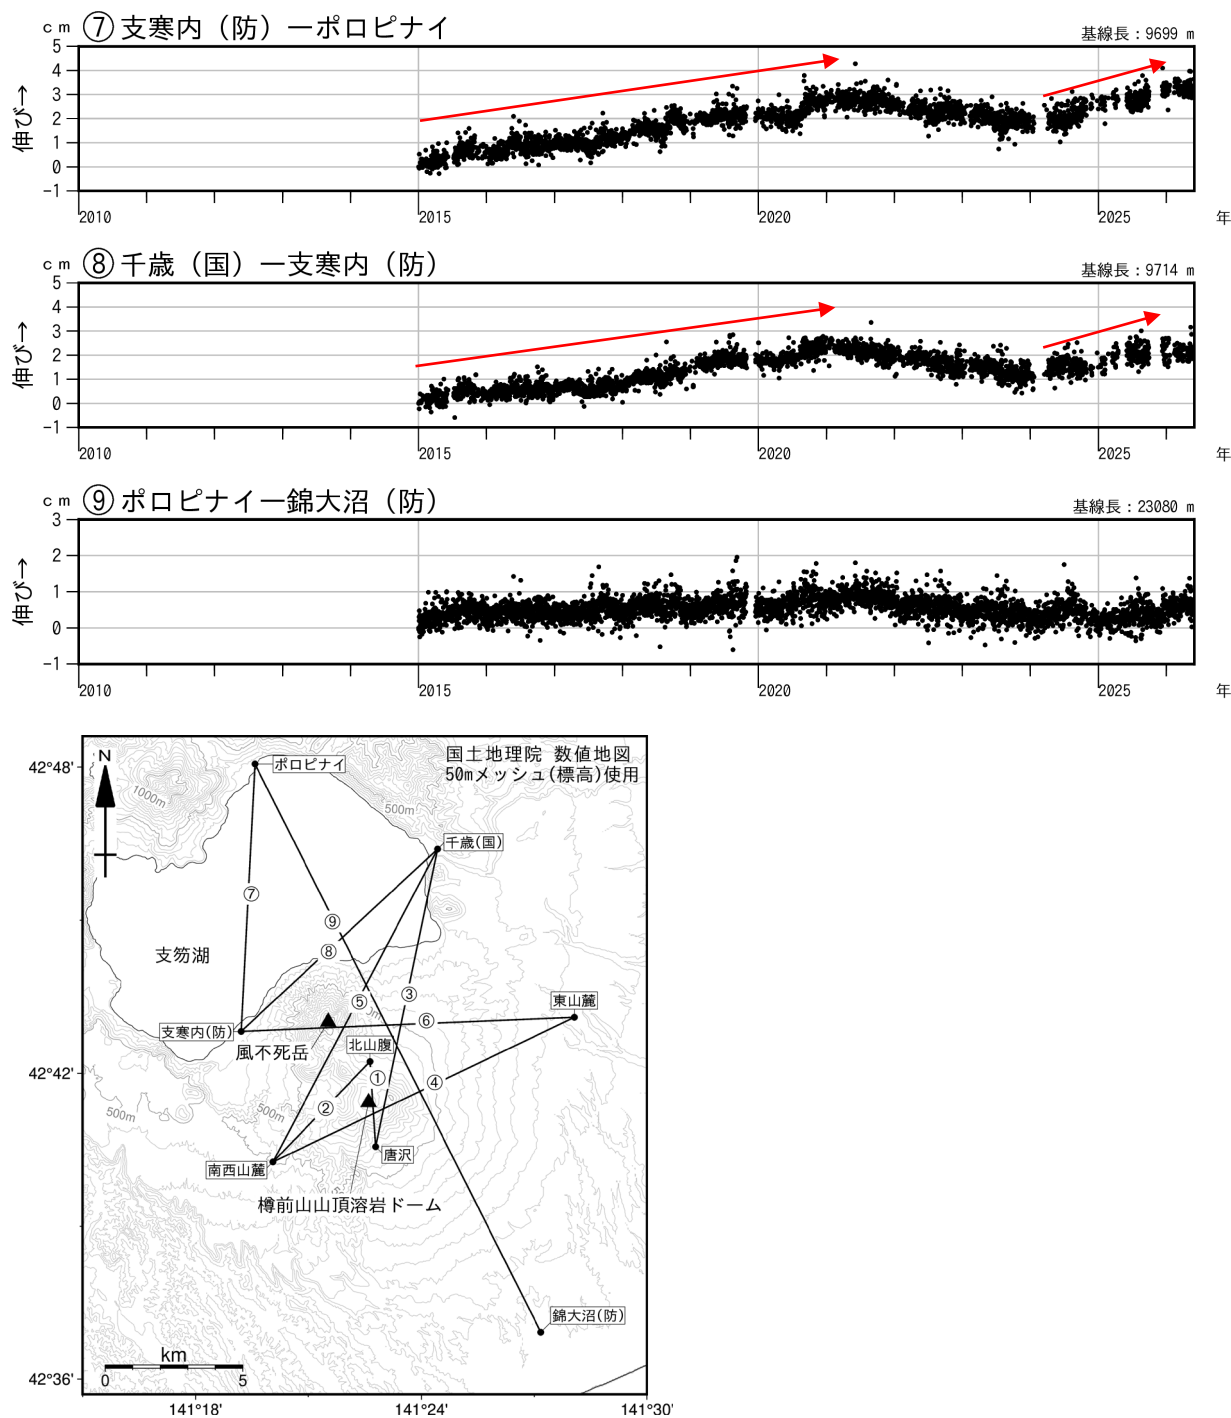 cm ⑦支寒内（防）－ポロピナイ 基線長：9699 m
伸び→
5
4
3
2
1
0
-1
2010 2015 2020 2025 年
cm ⑧千歳（国）－支寒内（防） 基線長：9714 m
伸び→
5
4
3
2
1
0
-1
2010 2015 2020 2025 年
cm ⑨ポロピナイ－錦大沼（防） 基線長：23080 m
伸び→
3
2
1
0
-1
2010 2015 2020 2025 年
国土地理院 数値地図
50mメッシュ(標高)使用
N
42°48'
ポロピナイ
1000m
500m
千歳(国)
⑦
⑨
⑧
支笏湖
③
⑤
東山麓
⑥
支寒内(防)
風不死岳
北山腹
42°42'
①
④
②
500m
500m
唐沢
南西山麓
樽前山山頂溶岩ドーム
錦大沼(防)
km
0 5
42°36'
141°18' 141°24' 141°30'